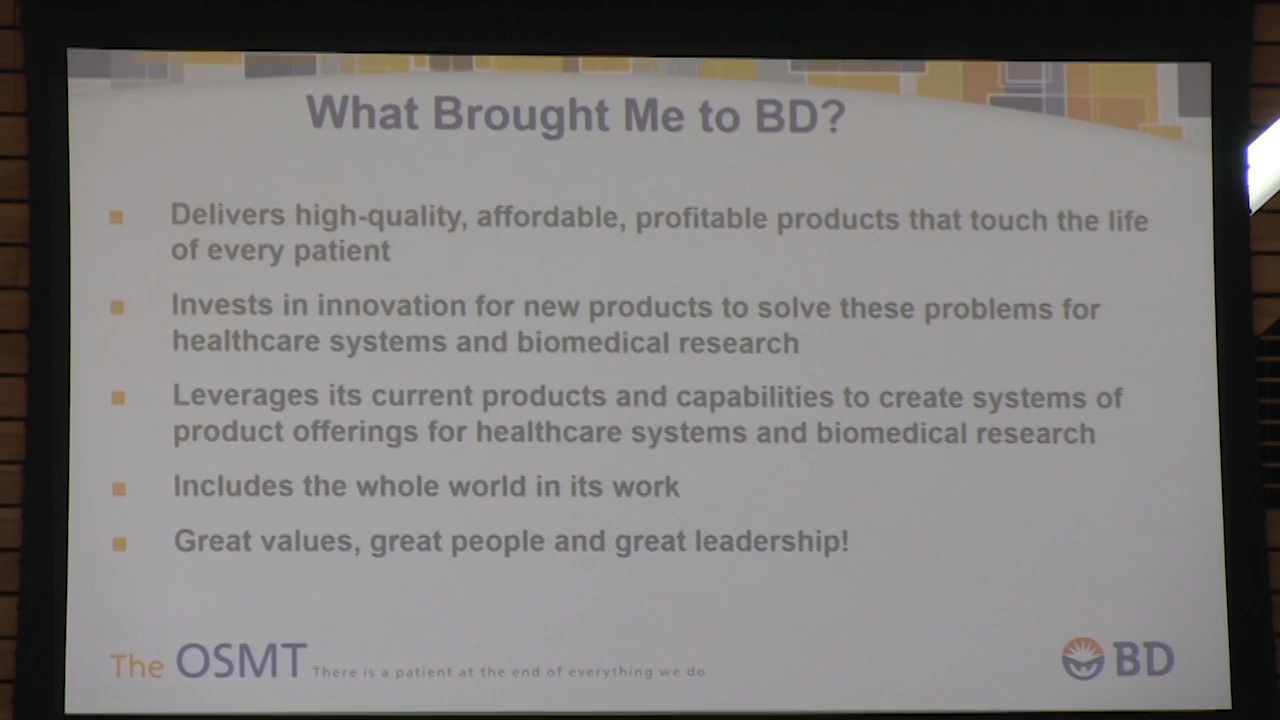 What Brought Me to BD?
Delivers high-quality, affordable, profitable products that touch the life
of every patient
Invests in innovation for new products to solve these problems for
healthcare systems and biomedical research
Leverages its current products and capabilities to create systems of
product offerings for healthcare systems and biomedical research
Includes the whole world in its work
Great values, great people and great leadership!
The OSMT There is a patient at the end of everything we do
BD